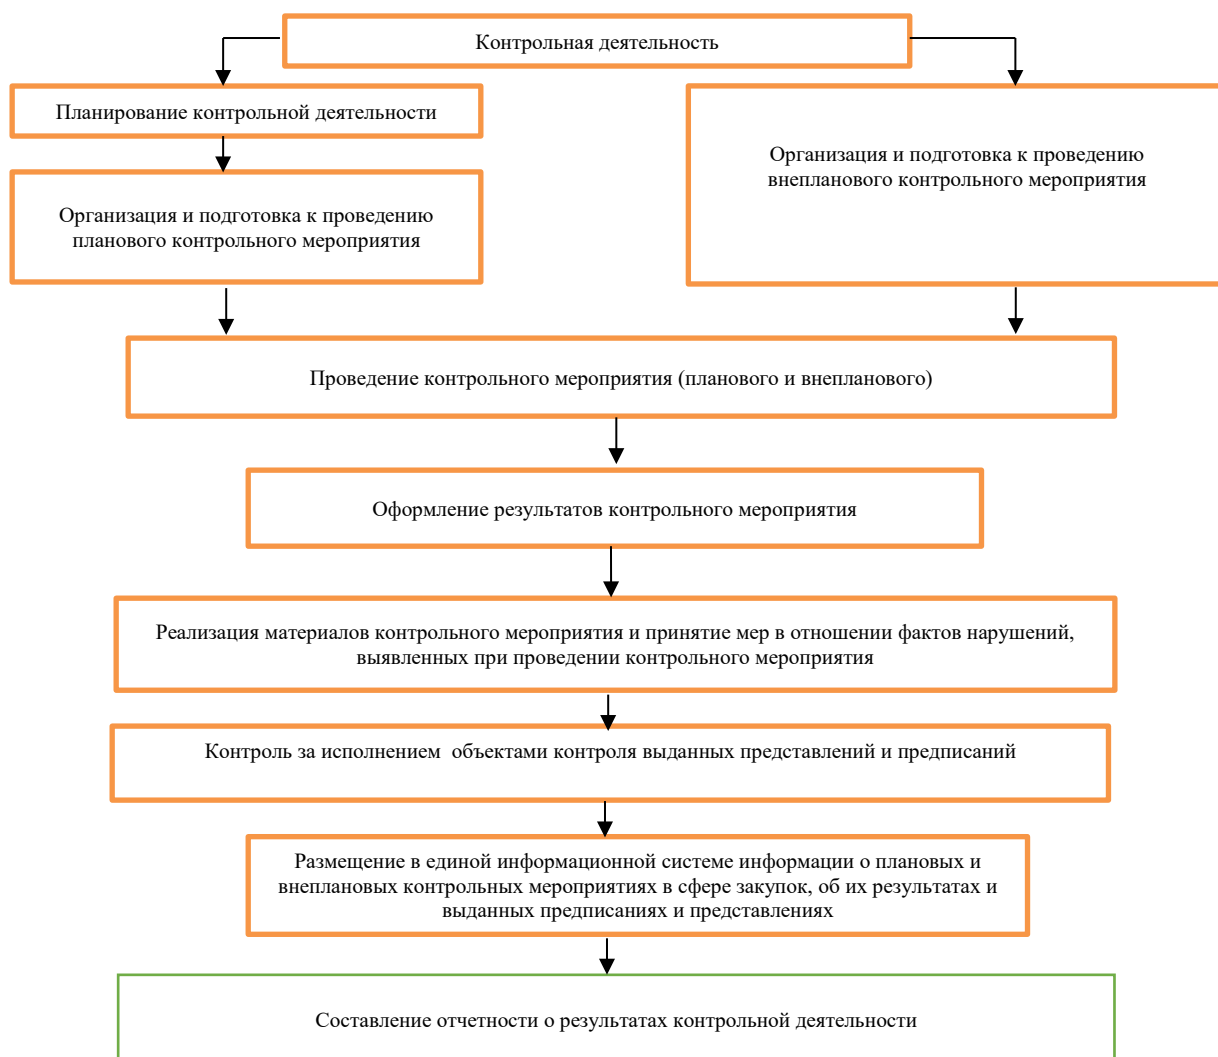 Контрольная деятельность
Планирование контрольной деятельности
Организация и подготовка к проведению
внепланового контрольного мероприятия
Организация и подготовка к проведению
планового контрольного мероприятия
Проведение контрольного мероприятия (планового и внепланового)
Оформление результатов контрольного мероприятия
Реализация материалов контрольного мероприятия и принятие мер в отношении фактов нарушений,
выявленных при проведении контрольного мероприятия
Контроль за исполнением  объектами контроля выданных представлений и предписаний
Размещение в единой информационной системе информации о плановых и
внеплановых контрольных мероприятиях в сфере закупок, об их результатах и
выданных предписаниях и представлениях
Составление отчетности о результатах контрольной деятельности